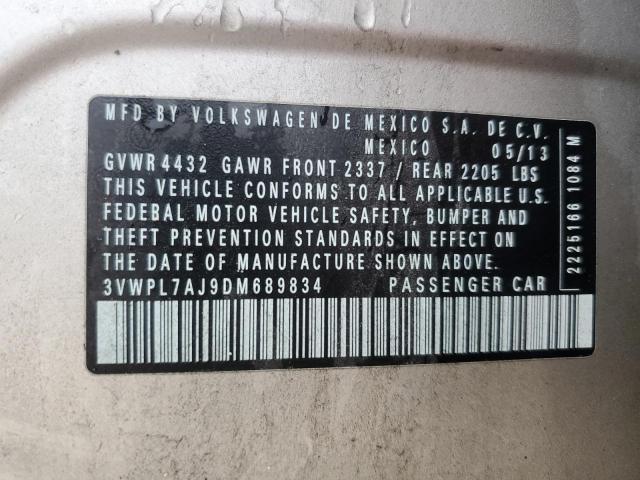 MFD BY VOLKSWAGEN DE MEXICO S.A. DE C.V.
MEXICO 05/13
GVWR 4432 GAWR FRONT 2337 / REAR 2205 LBS
THIS VEHICLE CONFORMS TO ALL APPLICABLE U.S.
FEDERAL MOTOR VEHICLE SAFETY, BUMPER AND
THEFT PREVENTION STANDARDS IN EFFECT ON
THE DATE OF MANUFACTURE SHOWN ABOVE.
3VWPL7AJ9DM689834 PASSENGER CAR
2225166 1084 M